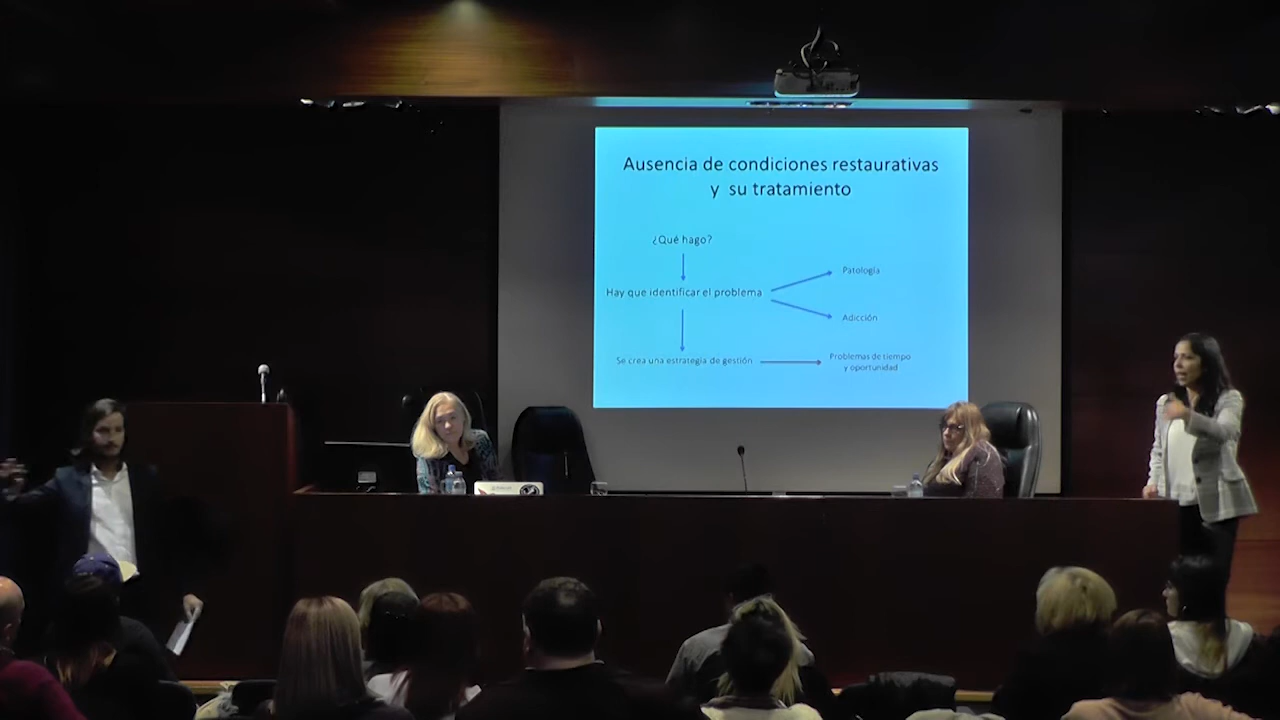 Ausencia de condiciones restaurativas
y su tratamiento
¿Qué hago?
Patología
Hay que identificar el problema
Adicción
Se crea una estrategia de gestión
Problemas de tiempo
y oportunidad